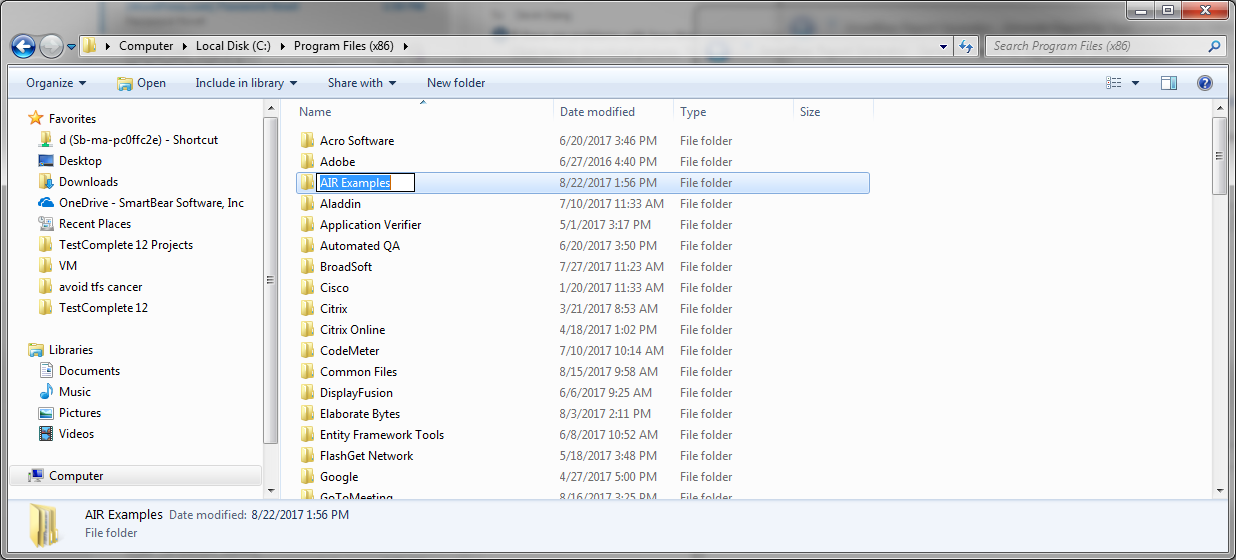 Computer Local Disk (C:) Program Files (x86) Search Program Files (x86)
Organize Open Include in library Share with New folder
Favorites
d (Sb-ma-pc0ffc2e) - Shortcut
Desktop
Downloads
OneDrive - SmartBear Software, Inc
Recent Places
TestComplete 12 Projects
VM
avoid tfs cancer
TestComplete 12
Libraries
Documents
Music
Pictures
Videos
Computer
Name Date modified Type Size
Acro Software 6/20/2017 3:46 PM File folder
Adobe 6/27/2016 4:40 PM File folder
AIR Examples 8/22/2017 1:56 PM File folder
Aladdin 7/10/2017 11:33 AM File folder
Application Verifier 5/1/2017 3:17 PM File folder
Automated QA 6/20/2017 3:50 PM File folder
BroadSoft 7/27/2017 11:23 AM File folder
Cisco 1/20/2017 11:33 AM File folder
Citrix 3/21/2017 8:53 AM File folder
Citrix Online 4/18/2017 1:02 PM File folder
CodeMeter 7/10/2017 10:14 AM File folder
Common Files 8/15/2017 9:58 AM File folder
DisplayFusion 6/6/2017 9:25 AM File folder
Elaborate Bytes 8/3/2017 2:11 PM File folder
Entity Framework Tools 6/8/2017 10:52 AM File folder
FlashGet Network 5/18/2017 3:48 PM File folder
Google 4/27/2017 5:00 PM File folder
GoToMeeting 8/16/2017 3:25 PM File folder
AIR Examples Date modified: 8/22/2017 1:56 PM
File folder